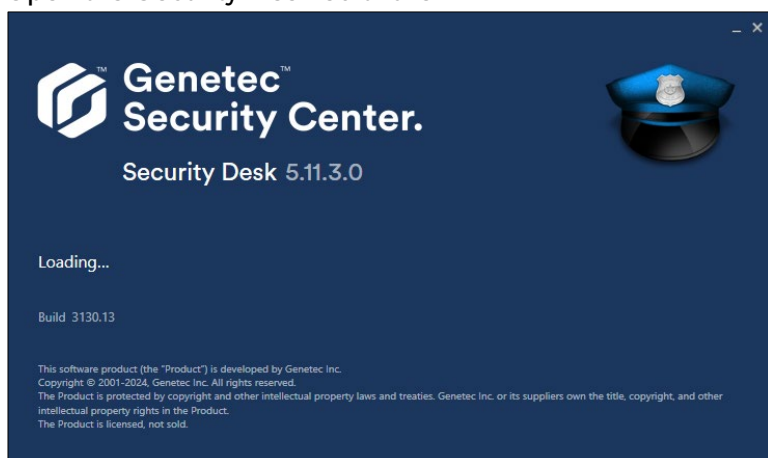 Genetec™
Security Center.
Security Desk 5.11.3.0
Loading...
Build 3130.13
This software product (the "Product") is developed by Genetec Inc.
Copyright © 2001-2024, Genetec Inc. All rights reserved.
The Product is protected by copyright and other intellectual property laws and treaties. Genetec Inc. or its suppliers own the title, copyright, and other
intellectual property rights in the Product.
The Product is licensed, not sold.